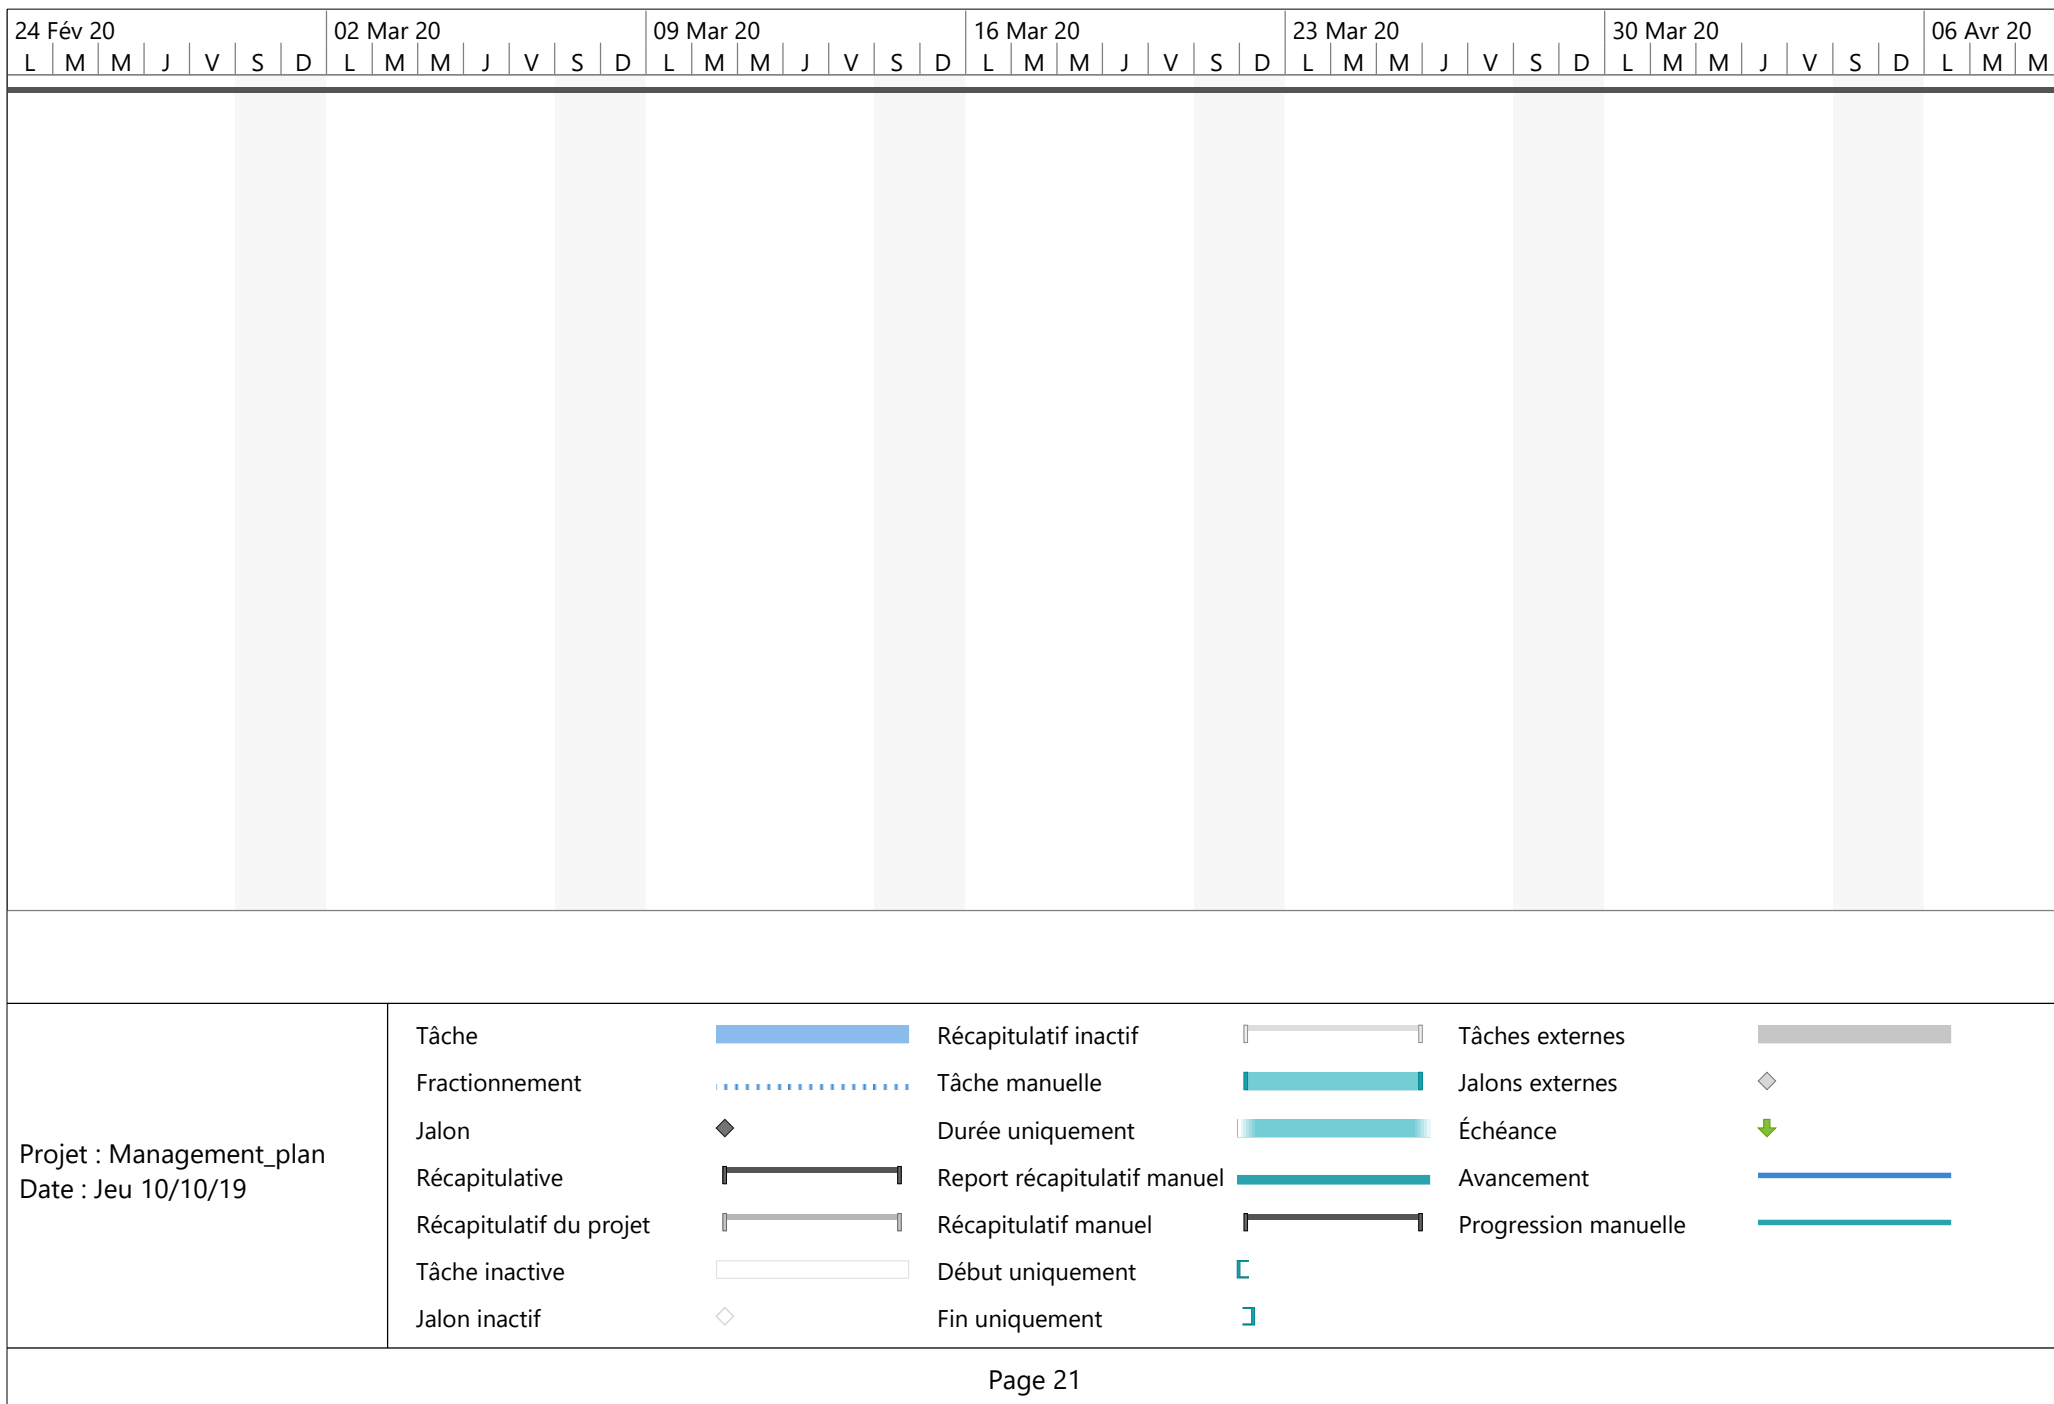 24 Fév 20 02 Mar 20 09 Mar 20 16 Mar 20 23 Mar 20 30 Mar 20 06 Avr 20
L M M J V S D L M M J V S D L M M J V S D L M M J V S D L M M J V S D L M M J V S D L M M
Tâche Récapitulatif inactif Tâches externes
Fractionnement Tâche manuelle Jalons externes
Jalon Durée uniquement Échéance
Projet : Management_plan
Récapitulative Report récapitulatif manuel Avancement
Date : Jeu 10/10/19
Récapitulatif du projet Récapitulatif manuel Progression manuelle
Tâche inactive Début uniquement
Jalon inactif Fin uniquement
Page 21